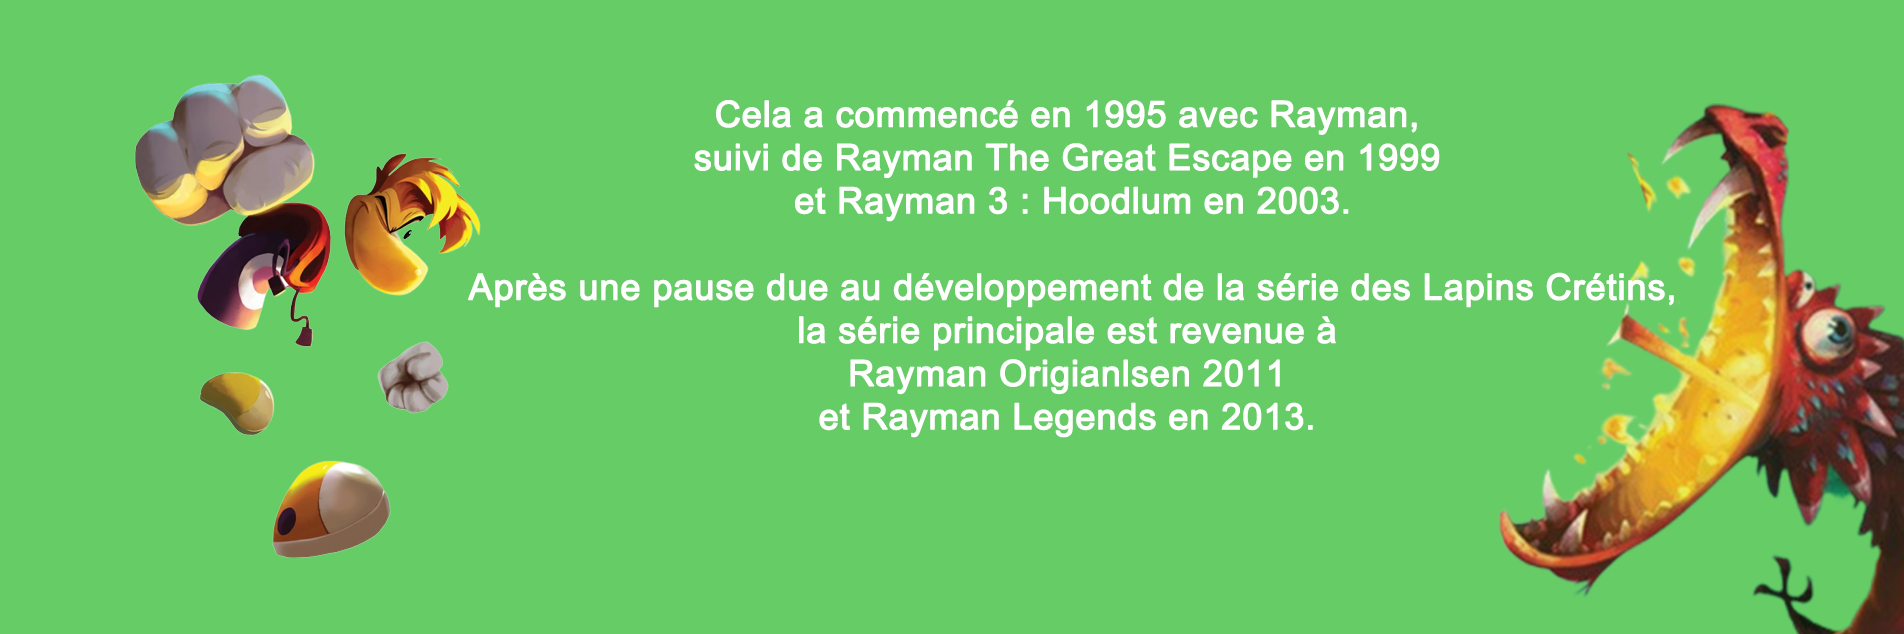 Cela a commencé en 1995 avec Rayman,
suivi de Rayman The Great Escape en 1999
et Rayman 3 : Hoodlum en 2003.
Après une pause due au développement de la série des Lapins Crétins,
la série principale est revenue à
Rayman Origianlsen 2011
et Rayman Legends en 2013.